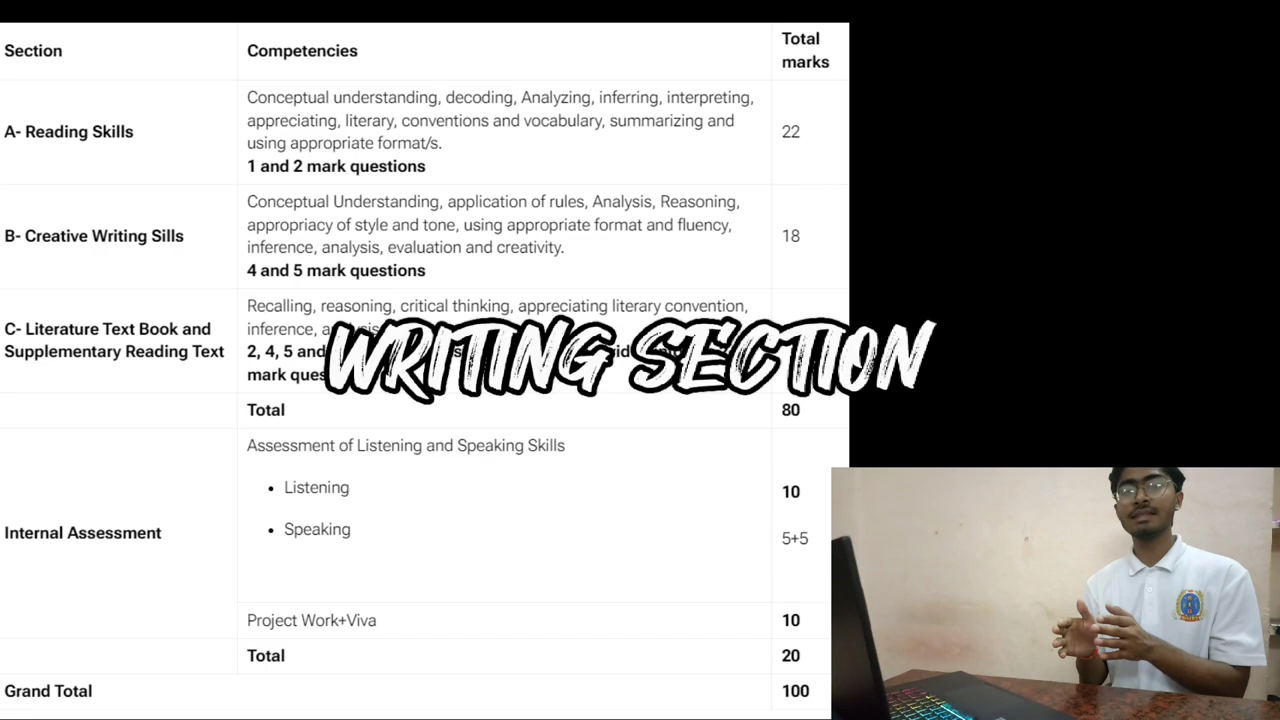 Section
Competencies
Total
marks
A- Reading Skills
Conceptual understanding, decoding, Analyzing, inferring, interpreting,
appreciating, literary, conventions and vocabulary, summarizing and
using appropriate format/s.
1 and 2 mark questions
22
B- Creative Writing Sills
Conceptual Understanding, application of rules, Analysis, Reasoning,
appropriacy of style and tone, using appropriate format and fluency,
inference, analysis, evaluation and creativity.
4 and 5 mark questions
18
C- Literature Text Book and
Supplementary Reading Text
Recalling, reasoning, critical thinking, appreciating literary convention,
inference,
2, 4, 5 and
mark
WRITING SECTION
Total
80
Internal Assessment
Assessment of Listening and Speaking Skills
• Listening
• Speaking
10
5+5
Project Work+Viva
10
Total
20
Grand Total
100